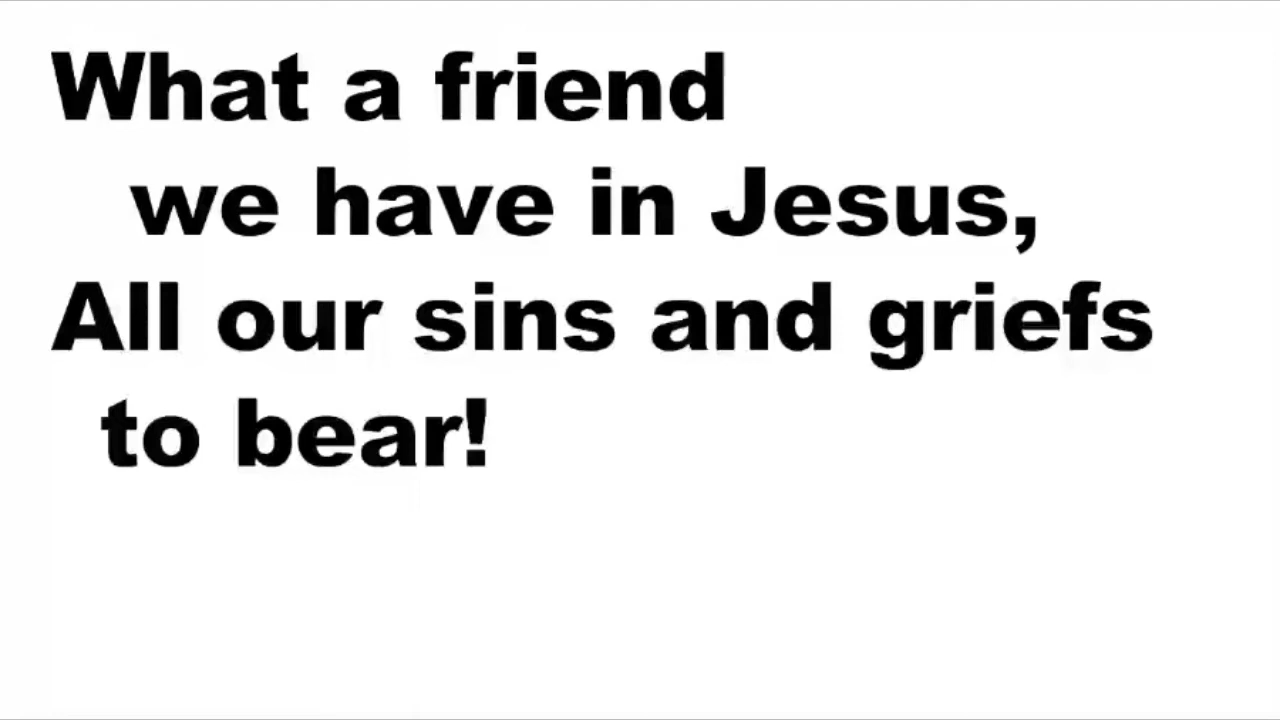 What a friend
we have in Jesus,
All our sins and griefs
to bear!